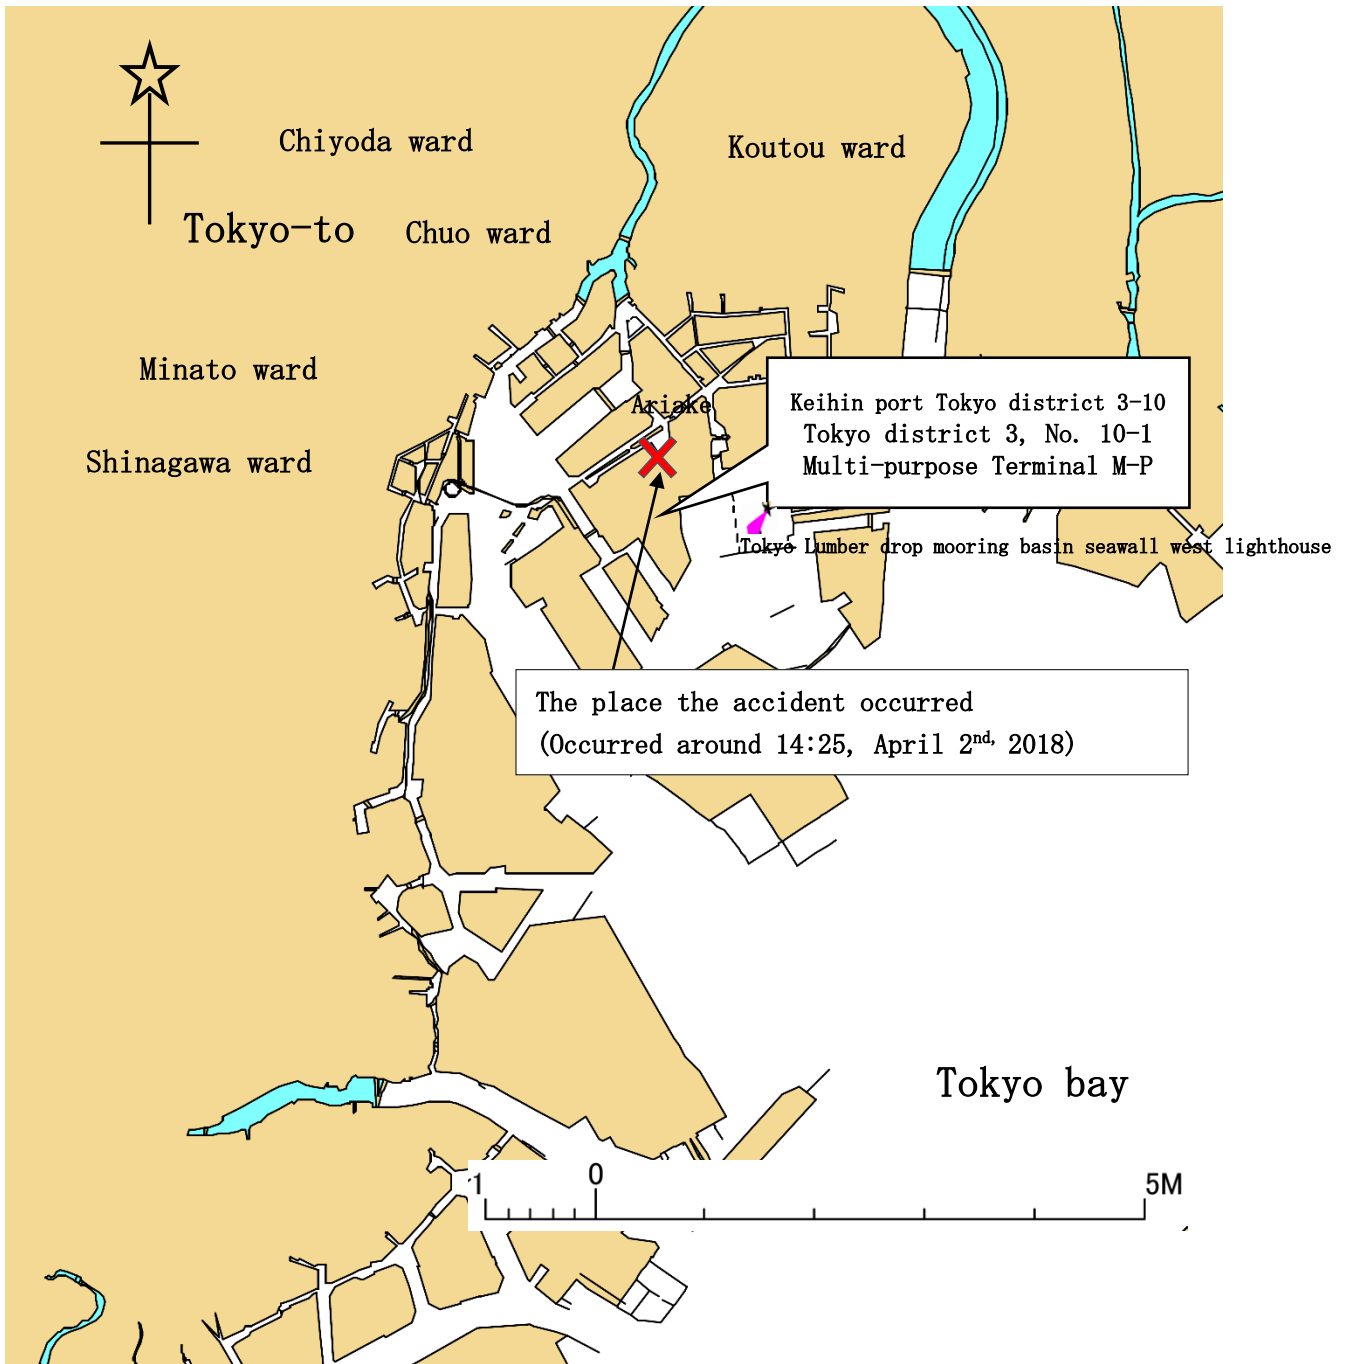 Chiyoda ward
Koutou ward
Tokyo-to
Chuo ward
Minato ward
Ariake
Keihin port Tokyo district 3-10
Tokyo district 3, No. 10-1
Multi-purpose Terminal M-P
Shinagawa ward
Tokyo Lumber drop mooring basin seawall west lighthouse
The place the accident occurred
(Occurred around 14:25, April 2nd, 2018)
Tokyo bay
1 0 5M